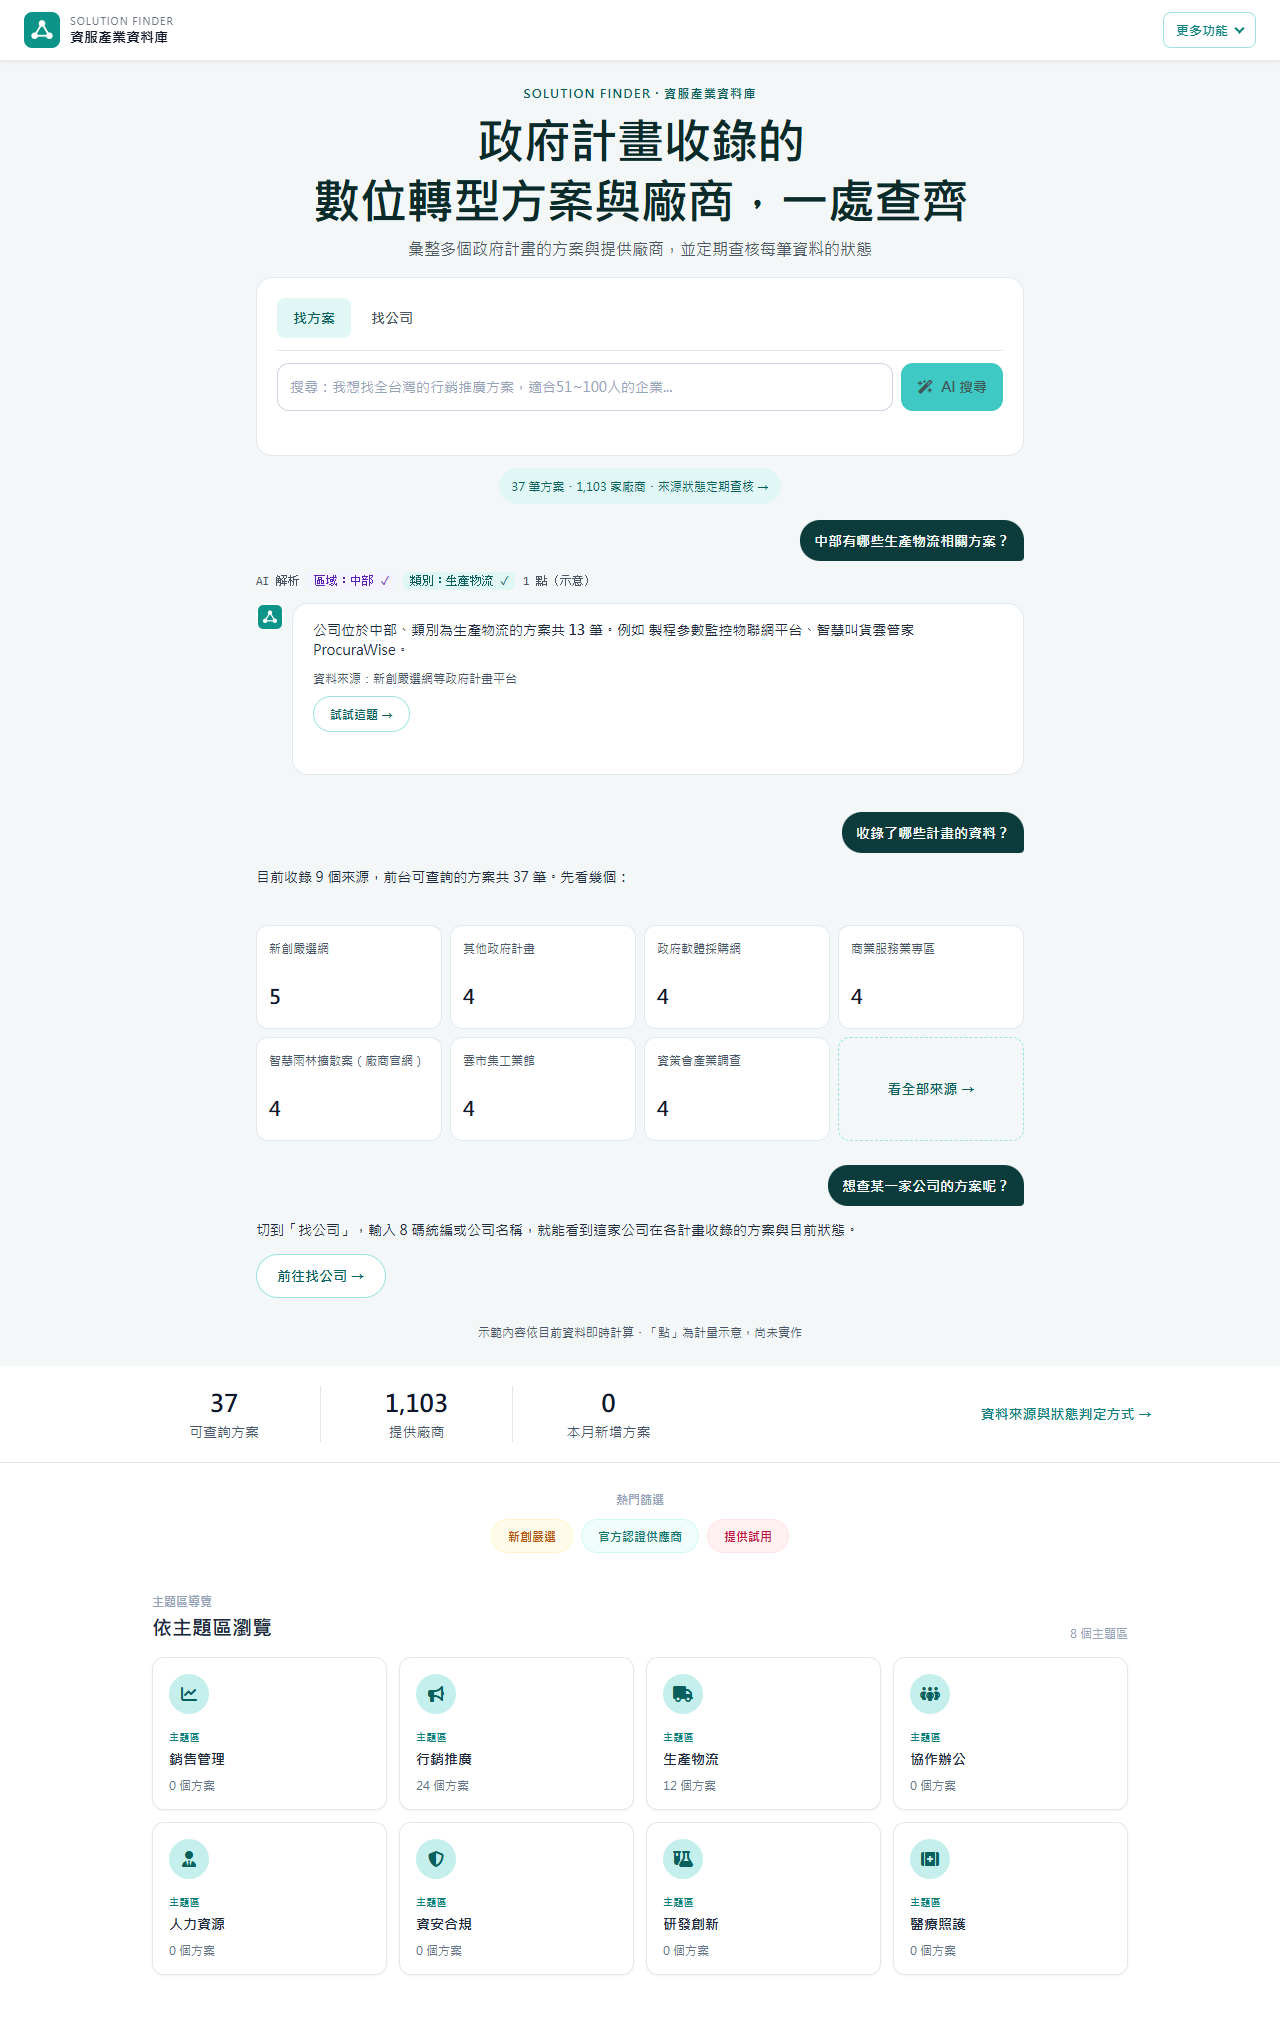 SOLUTION FINDER
資服產業資料庫
更多功能
SOLUTION FINDER · 資服產業資料庫
政府計畫收錄的
數位轉型方案與廠商，一處查齊
彙整多個政府計畫的方案與提供廠商，並定期查核每筆資料的狀態
找方案
找公司
搜尋：我想找全台灣的行銷推廣方案，適合51~100人的企業...
AI 搜尋
37 筆方案 · 1,103 家廠商 · 來源狀態定期查核 →
中部有哪些生產物流相關方案？
AI 解析 區域：中部 ✓ 類別：生產物流 ✓ 1 點（示意）
公司位於中部、類別為生產物流的方案共 13 筆。例如 製程參數監控物聯網平台、智慧叫貨雲管家
ProcuraWise。
資料來源：新創嚴選網等政府計畫平台
試試這題 →
收錄了哪些計畫的資料？
目前收錄 9 個來源，前台可查詢的方案共 37 筆。先看幾個：
新創嚴選網
5
其他政府計畫
4
政府軟體採購網
4
商業服務業專區
4
智慧雨林擴散案（廠商官網）
4
雲市集工業館
4
資策會產業調查
4
看全部來源 →
想查某一家公司的方案呢？
切到「找公司」，輸入 8 碼統編或公司名稱，就能看到這家公司在各計畫收錄的方案與目前狀態。
前往找公司 →
示範內容依目前資料即時計算 · 「點」為計量示意，尚未實作
37
可查詢方案
1,103
提供廠商
0
本月新增方案
資料來源與狀態判定方式 →
熱門篩選
新創嚴選
官方認證供應商
提供試用
主題區導覽
依主題區瀏覽
8 個主題區
主題區
銷售管理
0 個方案
主題區
行銷推廣
24 個方案
主題區
生產物流
12 個方案
主題區
協作辦公
0 個方案
主題區
人力資源
0 個方案
主題區
資安合規
0 個方案
主題區
研發創新
0 個方案
主題區
醫療照護
0 個方案